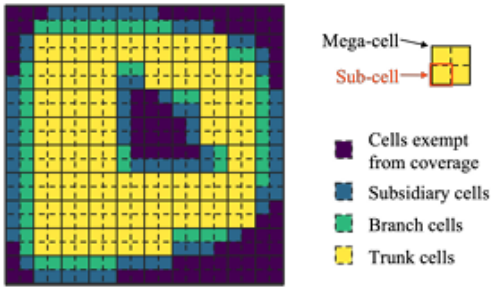 Mega-cell
Sub-cell
Cells exempt
from coverage
Subsidiary cells
Branch cells
Trunk cells